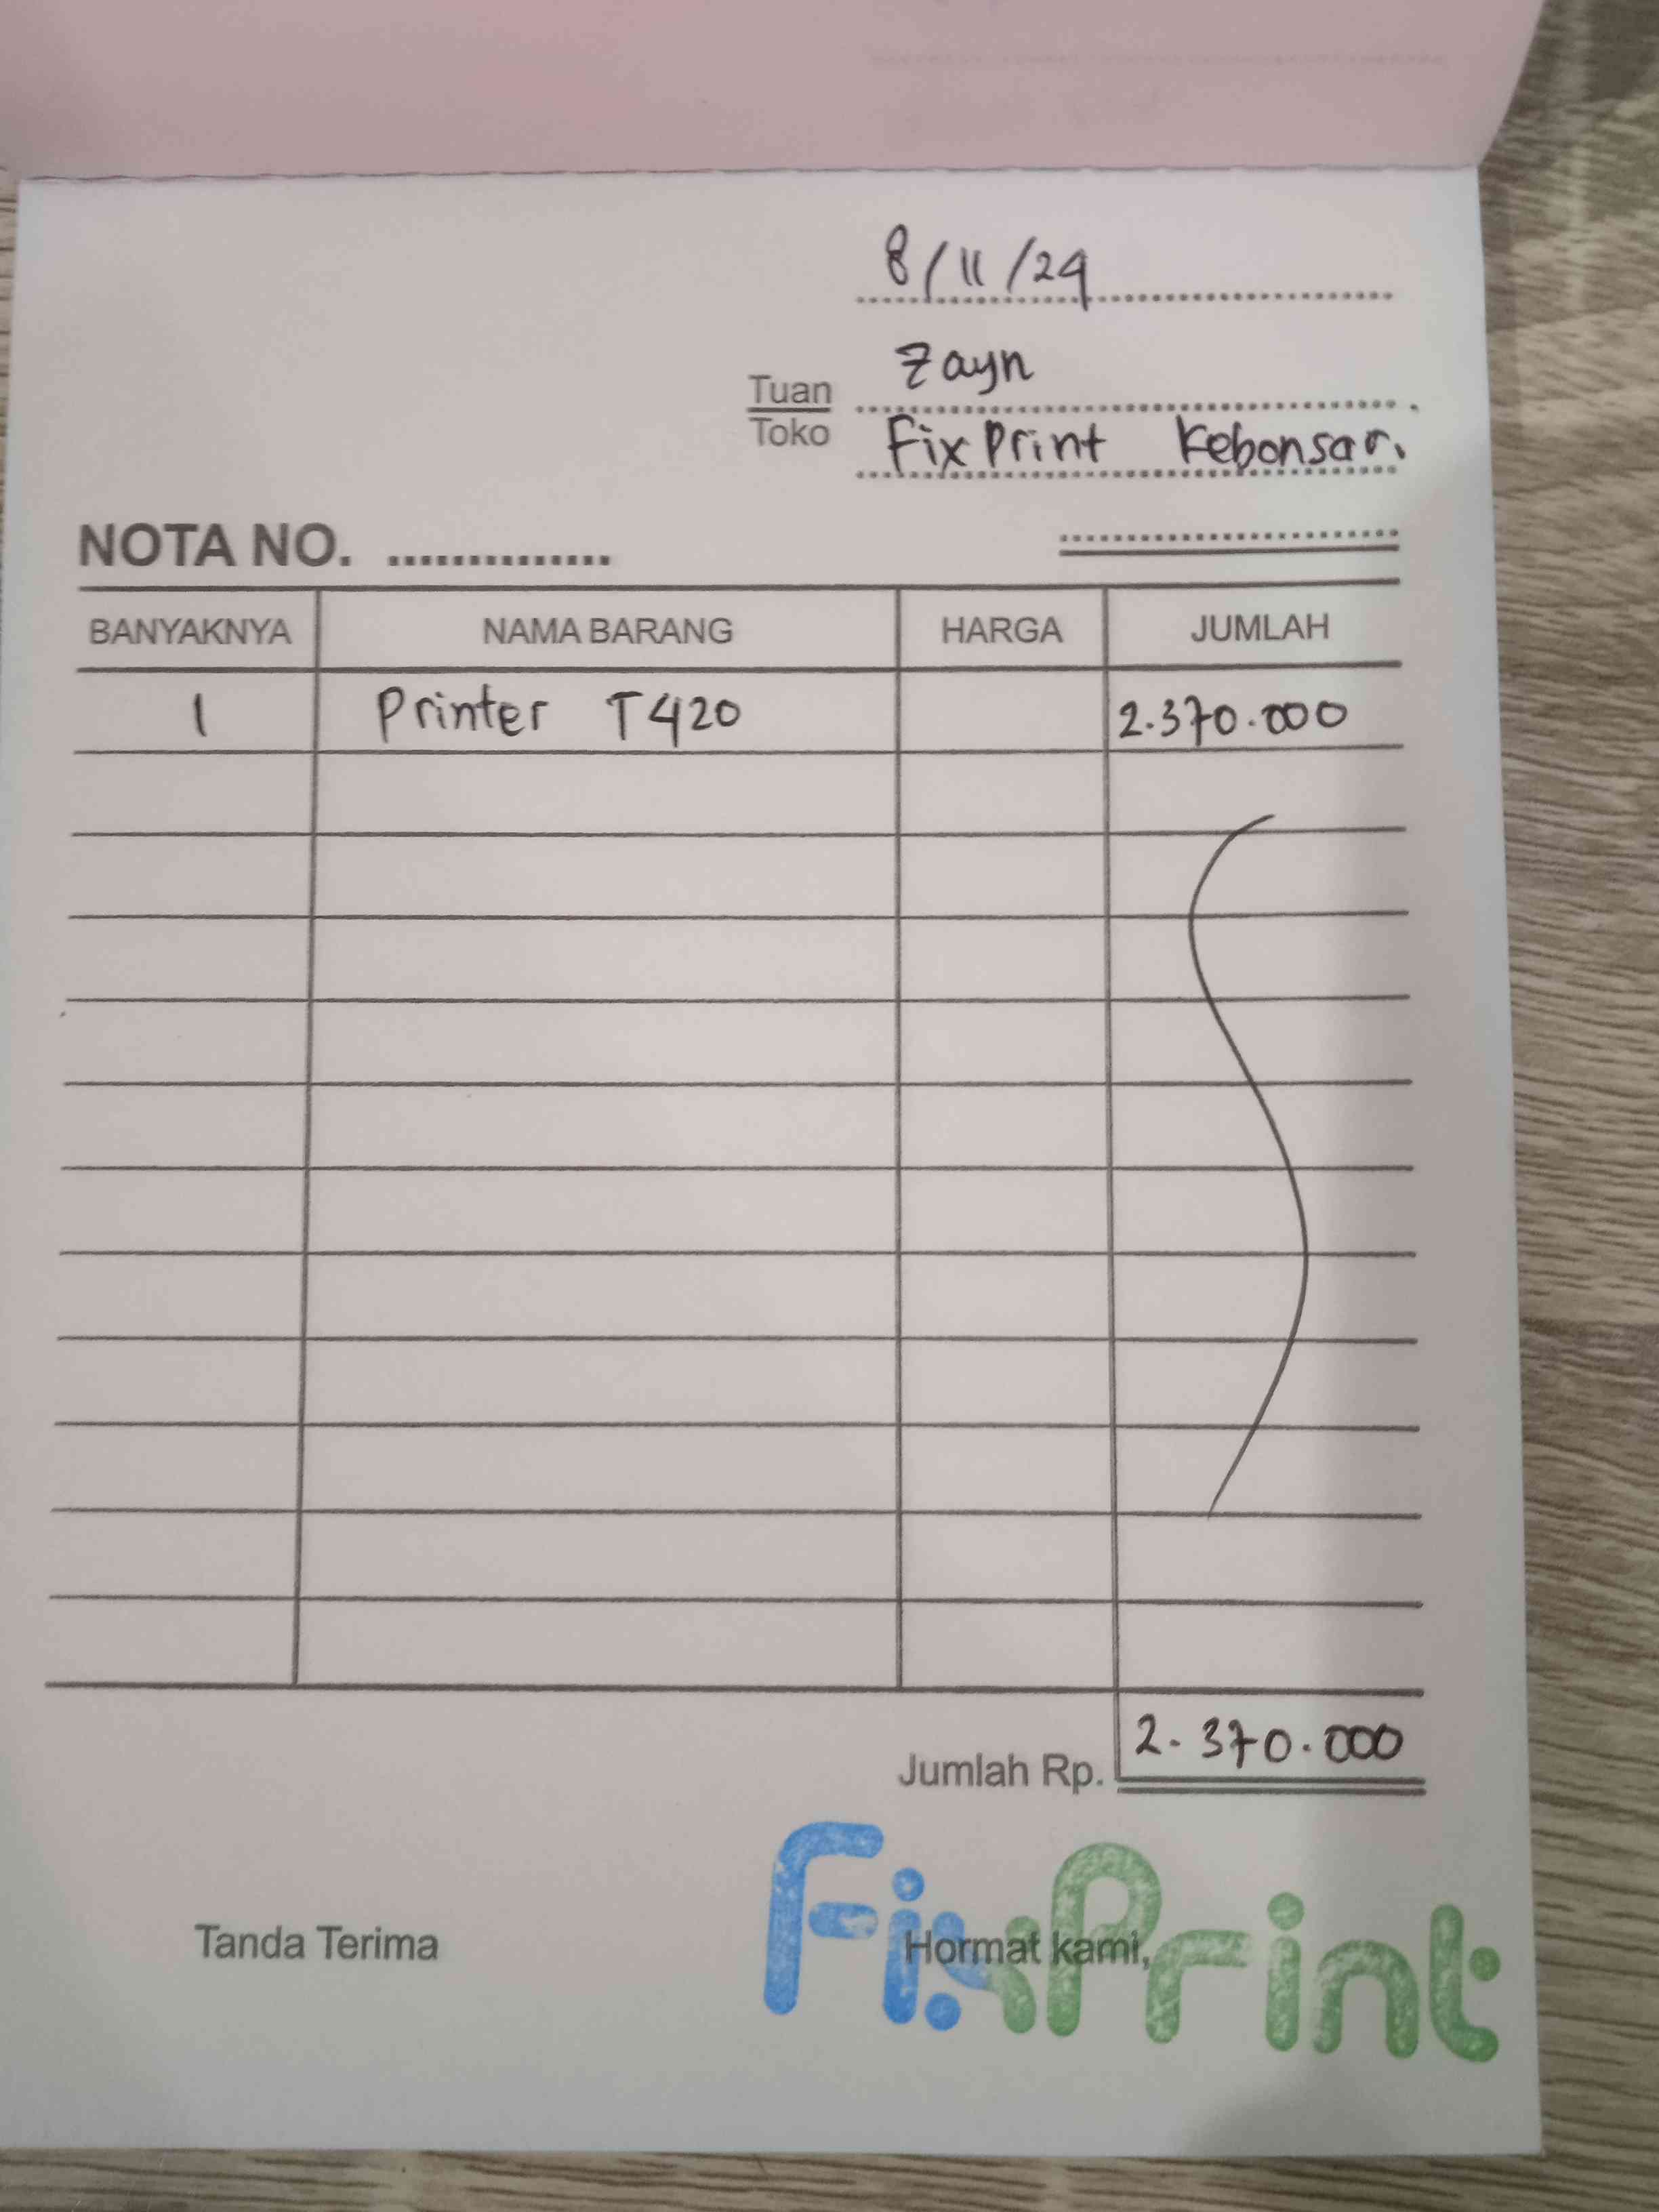 8/11/24
Tuan Zayn
Toko FixPrint Kebonsari
NOTA NO. ..............
BANYAKNYA NAMA BARANG HARGA JUMLAH
1 Printer T420 2.370.000
Jumlah Rp. 2.370.000
Tanda Terima Hormat kami,
FixPrint